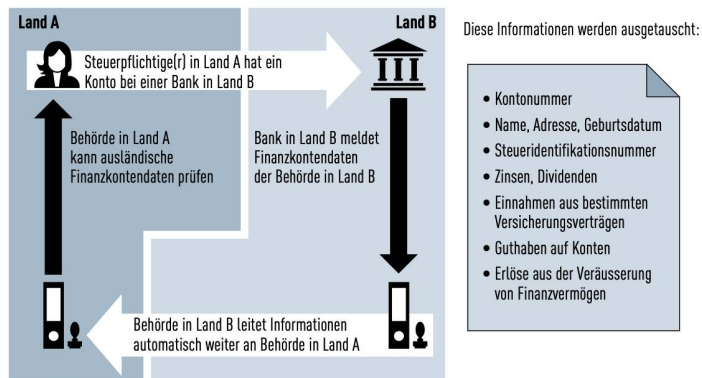 Land A
Land B
Steuerpflichtige(r) in Land A hat ein
Konto bei einer Bank in Land B
Behörde in Land A
kann ausländische
Finanzkontendaten prüfen
Bank in Land B meldet
Finanzkontendaten
der Behörde in Land B
Behörde in Land B leitet Informationen
automatisch weiter an Behörde in Land A
Diese Informationen werden ausgetauscht:
• Kontonummer
• Name, Adresse, Geburtsdatum
• Steueridentifikationsnummer
• Zinsen, Dividenden
• Einnahmen aus bestimmten
Versicherungsverträgen
• Guthaben auf Konten
• Erlöse aus der Veräusserung
von Finanzvermögen